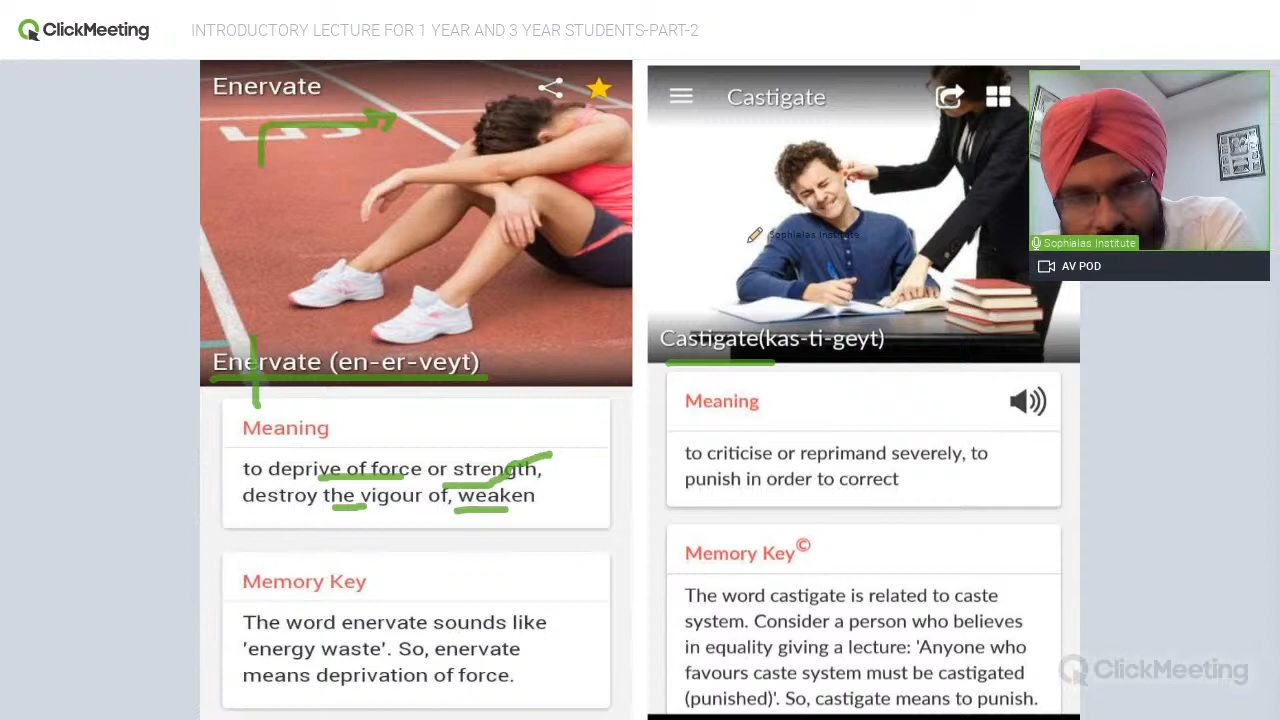 ClickMeeting
INTRODUCTORY LECTURE FOR 1 YEAR AND 3 YEAR STUDENTS-PART-2
Enervate
Enervate (en-er-veyt)
Meaning
to deprive of force or strength,
destroy the vigour of, weaken
Memory Key
The word enervate sounds like
'energy waste'. So, enervate
means deprivation of force.
Castigate
Sophialas Institute
Castigate(kas-ti-geyt)
Meaning
to criticise or reprimand severely, to
punish in order to correct
Memory Key©
The word castigate is related to caste
system. Consider a person who believes
in equality giving a lecture: 'Anyone who
favours caste system must be castigated
(punished)'. So, castigate means to punish.
Sophialas Institute
AV POD
ClickMeeting